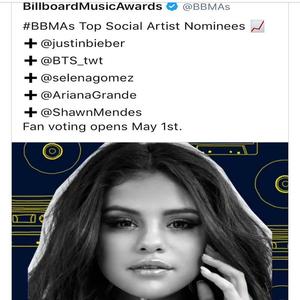 BillboardMusicAwards @BBMAs
#BBMAs Top Social Artist Nominees 📈
➕ @justinbieber
➕ @BTS_twt
➕ @selenagomez
➕ @ArianaGrande
➕ @ShawnMendes
Fan voting opens May 1st.